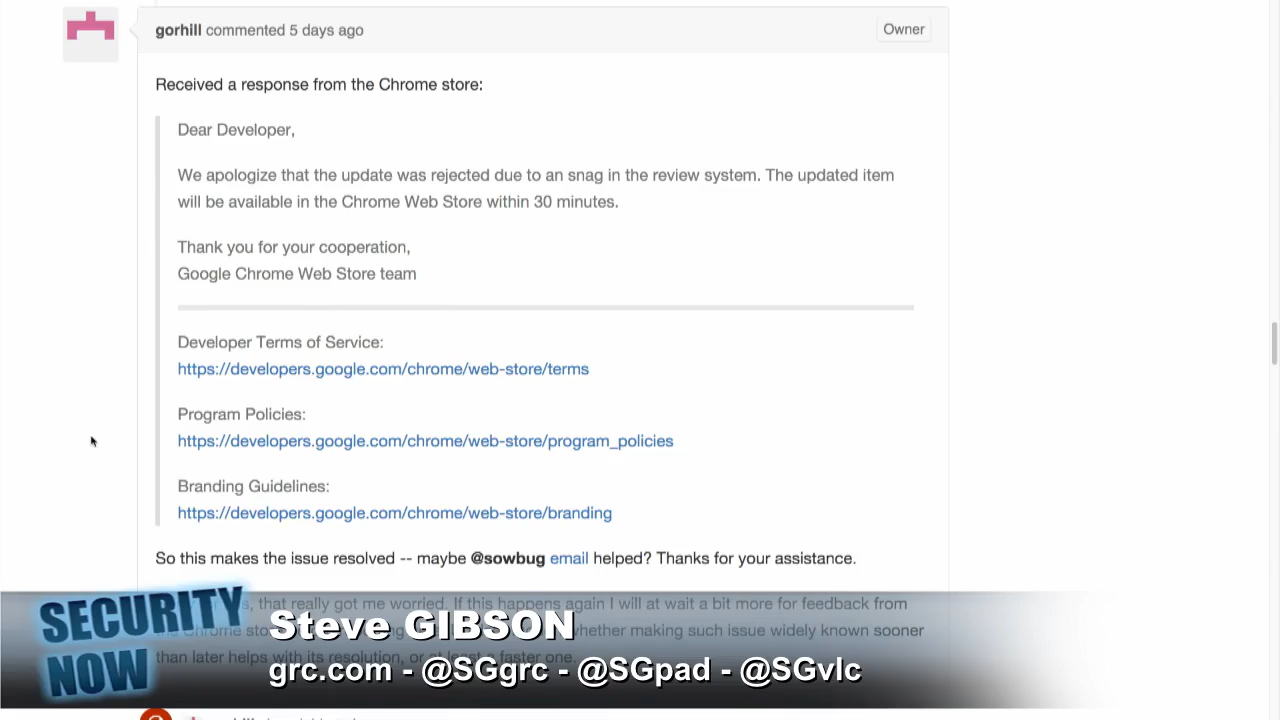 gorhill commented 5 days ago
Owner
Received a response from the Chrome store:
Dear Developer,
We apologize that the update was rejected due to an snag in the review system. The updated item
will be available in the Chrome Web Store within 30 minutes.
Thank you for your cooperation,
Google Chrome Web Store team
Developer Terms of Service:
https://developers.google.com/chrome/web-store/terms
Program Policies:
https://developers.google.com/chrome/web-store/program_policies
Branding Guidelines:
https://developers.google.com/chrome/web-store/branding
So this makes the issue resolved -- maybe @sowbug email helped? Thanks for your assistance.
that really got me worried. If this happens again I will at wait a bit more for feedback from
whether making such issue widely known sooner
than later helps with its resolution, or at least a faster one.
SECURITY
NOW
Steve GIBSON
grc.com - @SGgrc - @SGpad - @SGvlc